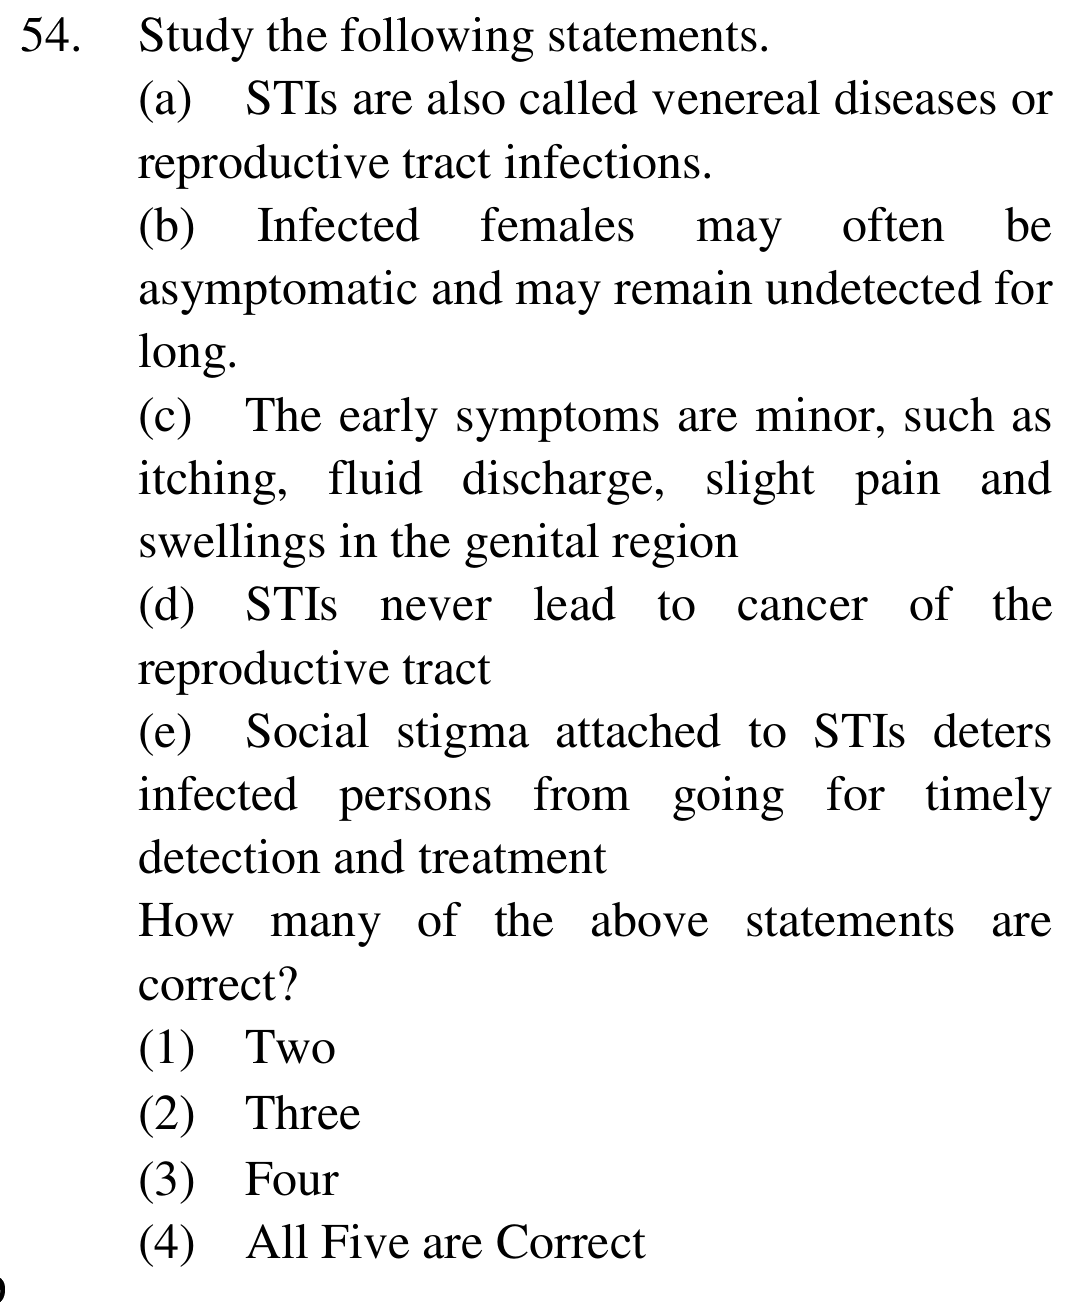 54. Study the following statements.
(a) STIs are also called venereal diseases or
reproductive tract infections.
(b) Infected females may often be
asymptomatic and may remain undetected for
long.
(c) The early symptoms are minor, such as
itching, fluid discharge, slight pain and
swellings in the genital region
(d) STIs never lead to cancer of the
reproductive tract
(e) Social stigma attached to STIs deters
infected persons from going for timely
detection and treatment
How many of the above statements are
correct?
(1) Two
(2) Three
(3) Four
(4) All Five are Correct